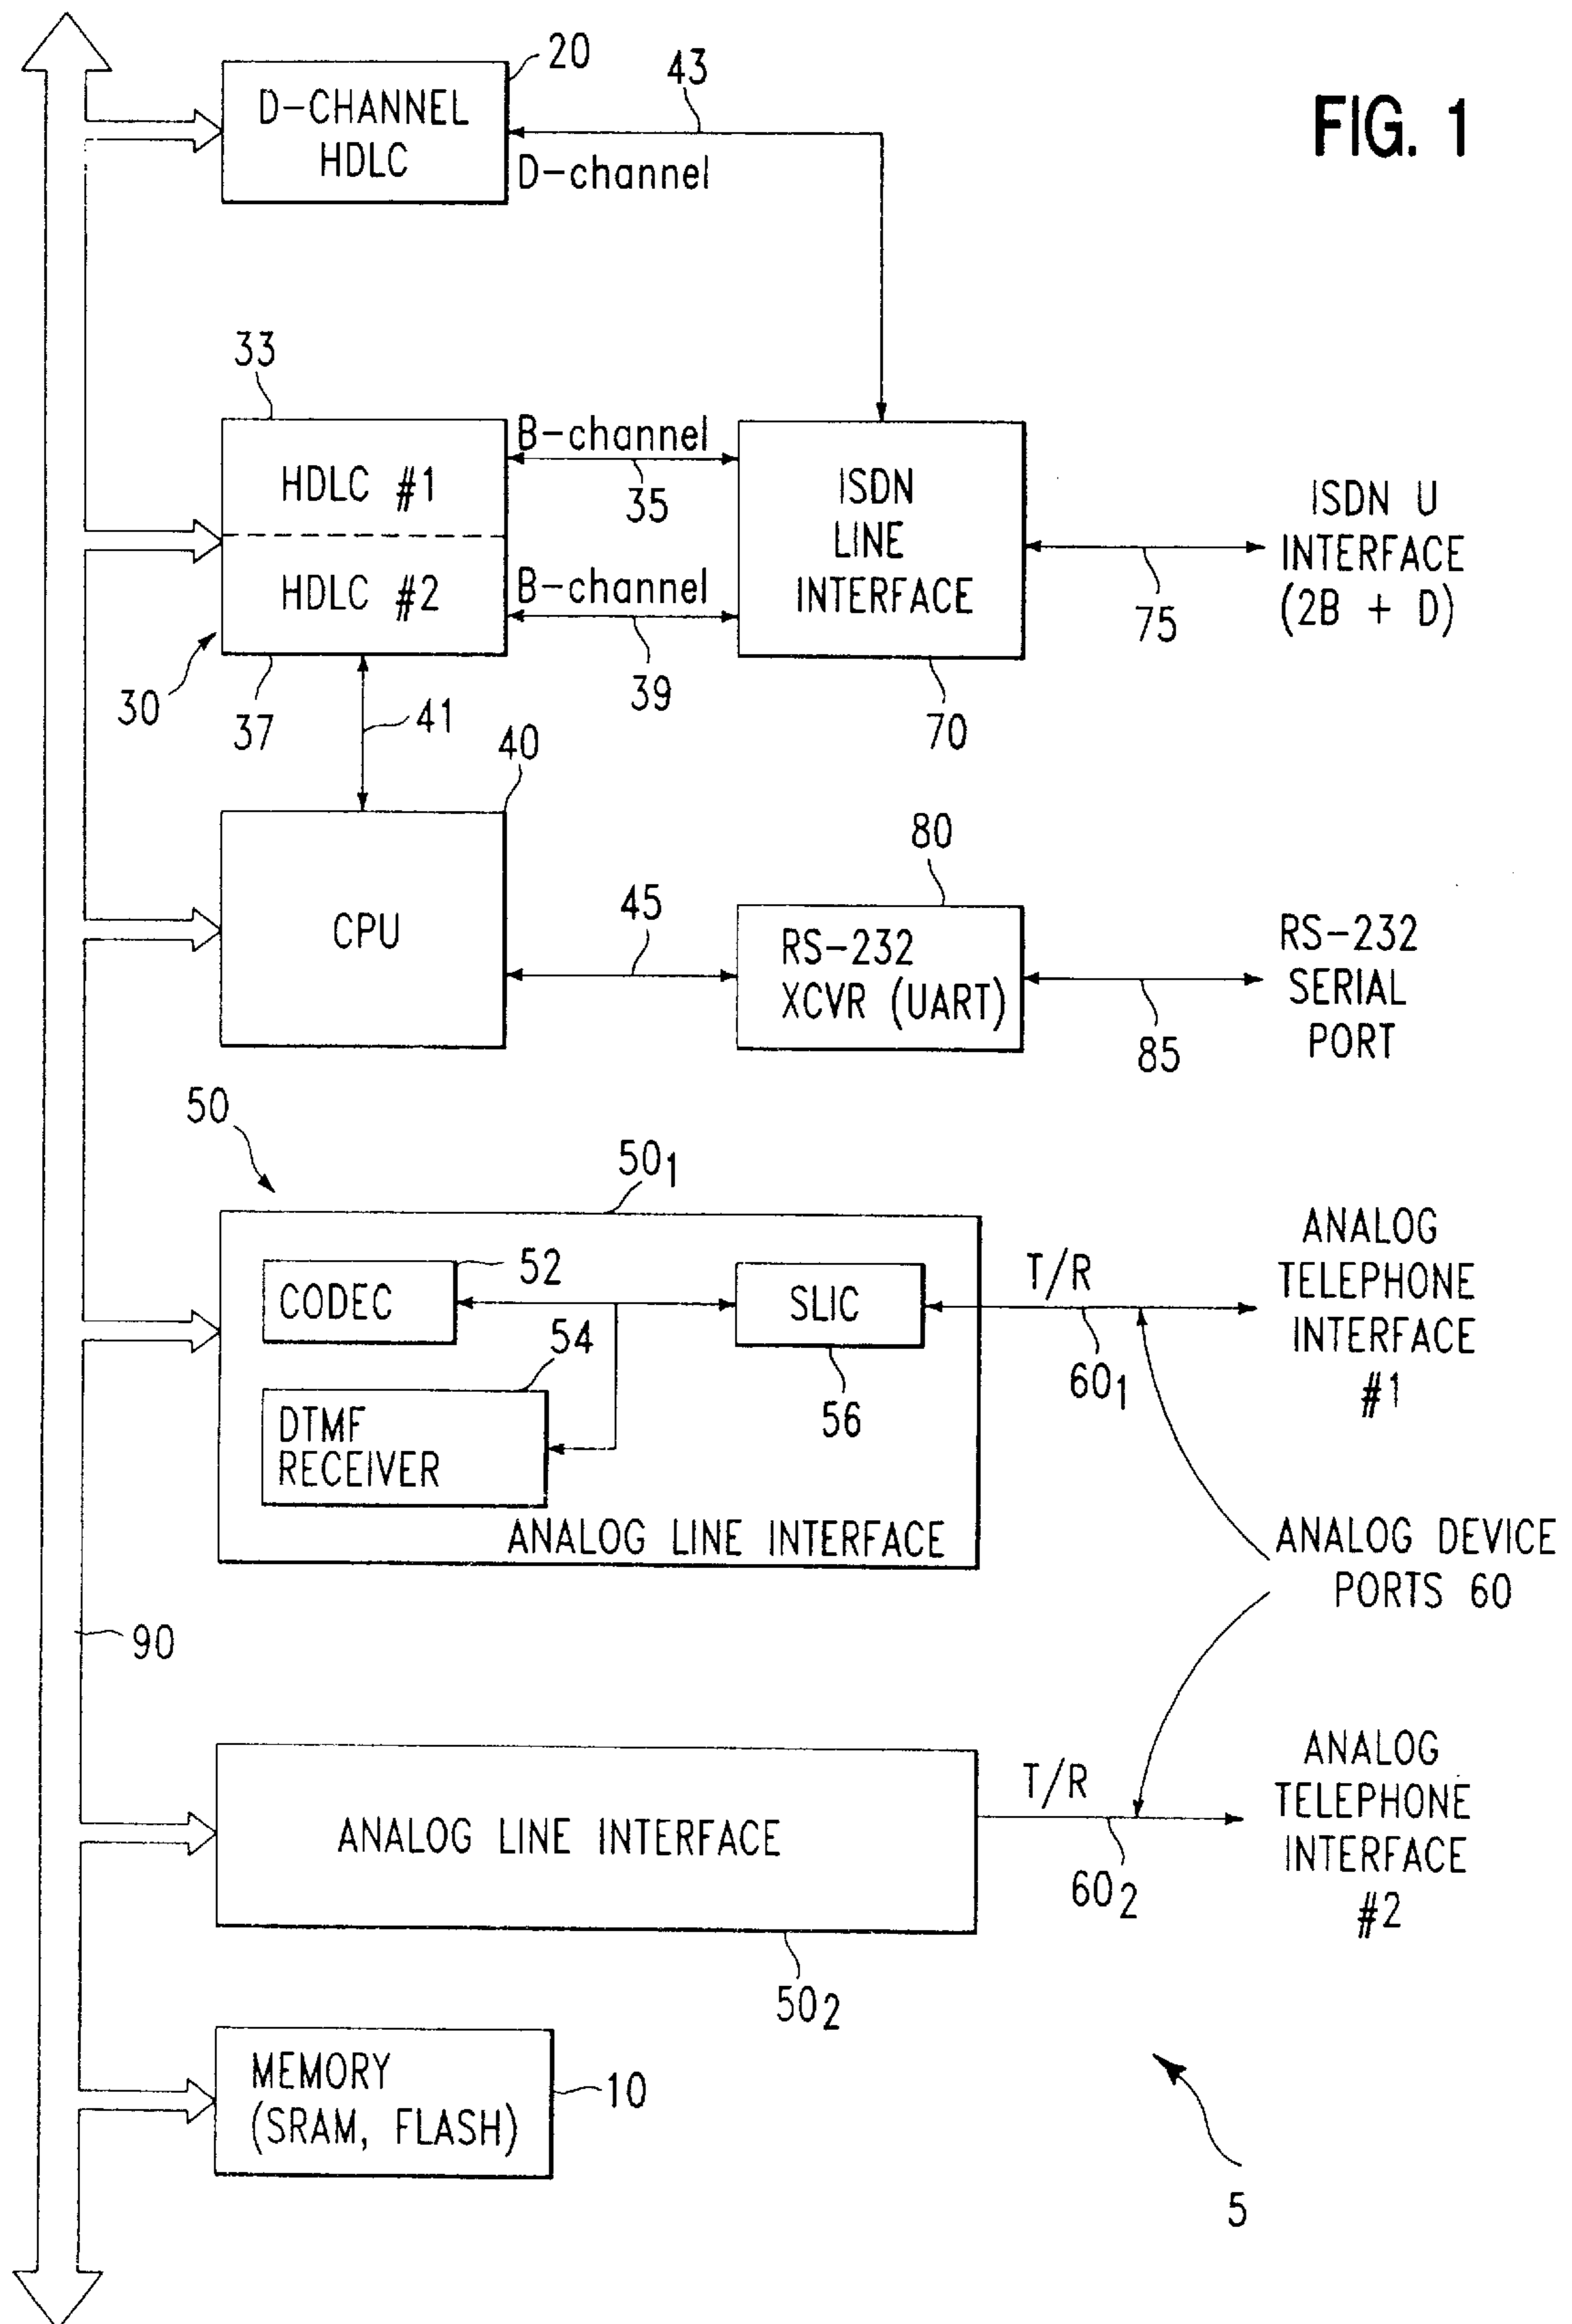 FIG. 1
20
D-CHANNEL
HDLC
43
D-channel
33
HDLC #1
HDLC #2
B-channel
35
B-channel
39
30
37
41
ISDN
LINE
INTERFACE
70
75
ISDN U
INTERFACE
(2B + D)
40
CPU
45
80
RS-232
XCVR (UART)
85
RS-232
SERIAL
PORT
50
501
CODEC
52
54
DTMF
RECEIVER
SLIC
56
ANALOG LINE INTERFACE
T/R
601
ANALOG
TELEPHONE
INTERFACE
#1
ANALOG DEVICE
PORTS 60
90
ANALOG LINE INTERFACE
502
T/R
602
ANALOG
TELEPHONE
INTERFACE
#2
MEMORY
(SRAM, FLASH)
10
5